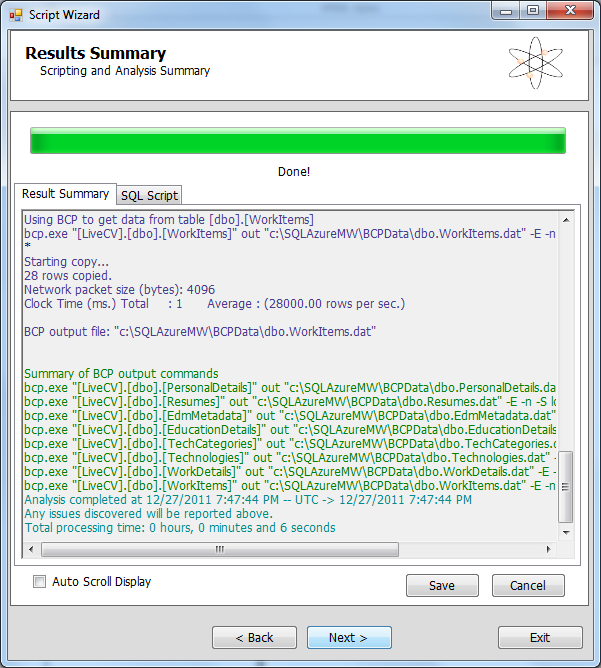 Script Wizard
Results Summary
Scripting and Analysis Summary
Done!
Result Summary
SQL Script
Using BCP to get data from table [dbo].[WorkItems]
bcp.exe "[LiveCV].[dbo].[WorkItems]" out "c:\SQLAzureMW\BCPData\dbo.WorkItems.dat" -E -n
*
Starting copy...
28 rows copied.
Network packet size (bytes): 4096
Clock Time (ms.) Total : 1 Average : (28000.00 rows per sec.)
BCP output file: "c:\SQLAzureMW\BCPData\dbo.WorkItems.dat"
Summary of BCP output commands
bcp.exe "[LiveCV].[dbo].[PersonalDetails]" out "c:\SQLAzureMW\BCPData\dbo.PersonalDetails.da
bcp.exe "[LiveCV].[dbo].[Resumes]" out "c:\SQLAzureMW\BCPData\dbo.Resumes.dat" -E -n -S
bcp.exe "[LiveCV].[dbo].[EdmMetadata]" out "c:\SQLAzureMW\BCPData\dbo.EdmMetadata.dat"
bcp.exe "[LiveCV].[dbo].[EducationDetails]" out "c:\SQLAzureMW\BCPData\dbo.EducationDetails
bcp.exe "[LiveCV].[dbo].[TechCategories]" out "c:\SQLAzureMW\BCPData\dbo.TechCategories.
bcp.exe "[LiveCV].[dbo].[Technologies]" out "c:\SQLAzureMW\BCPData\dbo.Technologies.dat" -
bcp.exe "[LiveCV].[dbo].[WorkDetails]" out "c:\SQLAzureMW\BCPData\dbo.WorkDetails.dat" -E -
bcp.exe "[LiveCV].[dbo].[WorkItems]" out "c:\SQLAzureMW\BCPData\dbo.WorkItems.dat" -E -n
Analysis completed at 12/27/2011 7:47:44 PM -- UTC -> 12/27/2011 7:47:44 PM
Any issues discovered will be reported above.
Total processing time: 0 hours, 0 minutes and 6 seconds
Auto Scroll Display
Save
Cancel
< Back
Next >
Exit